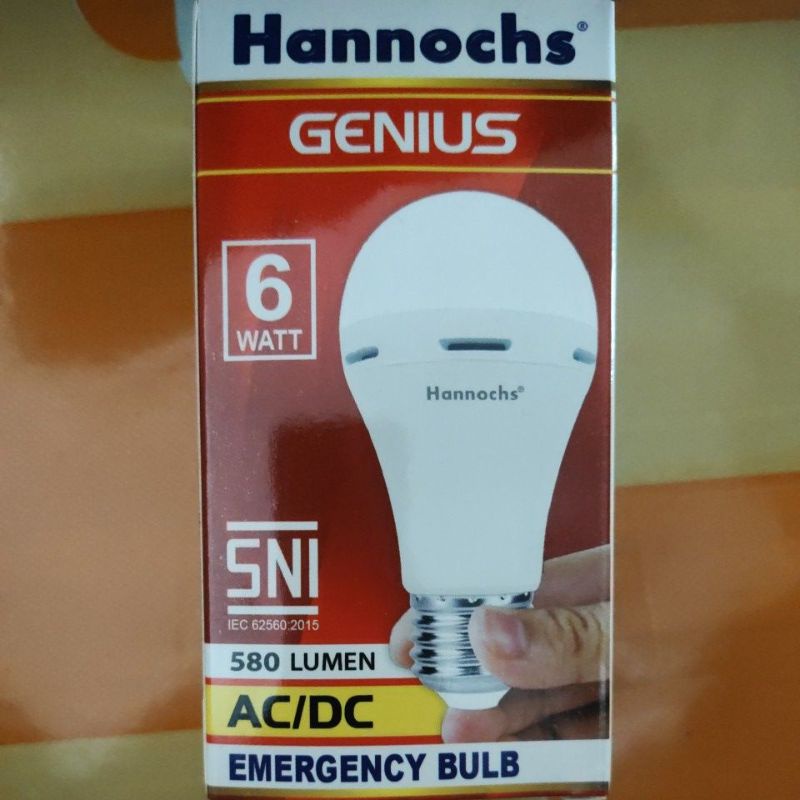 Hannochs®
GENIUS
6
WATT
Hannochs®
SNI
IEC 62560:2015
580 LUMEN
AC/DC
EMERGENCY BULB